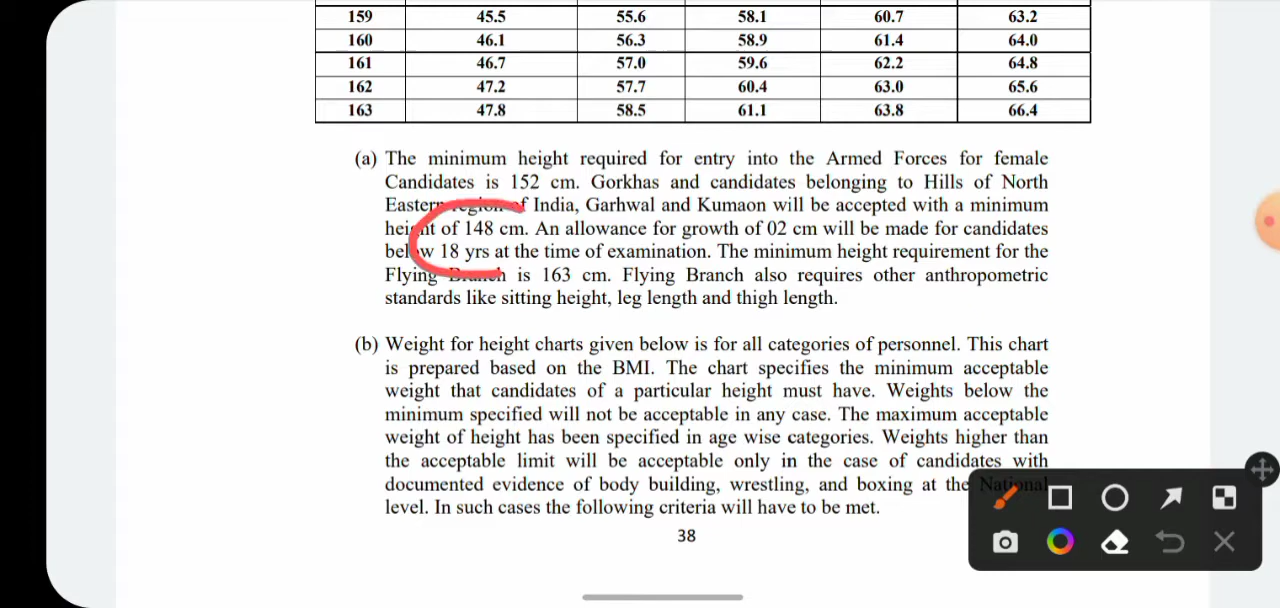 159 45.5 55.6 58.1 60.7 63.2
160 46.1 56.3 58.9 61.4 64.0
161 46.7 57.0 59.6 62.2 64.8
162 47.2 57.7 60.4 63.0 65.6
163 47.8 58.5 61.1 63.8 66.4
(a) The minimum height required for entry into the Armed Forces for female
Candidates is 152 cm. Gorkhas and candidates belonging to Hills of North
Eastern region of India, Garhwal and Kumaon will be accepted with a minimum
height of 148 cm. An allowance for growth of 02 cm will be made for candidates
below 18 yrs at the time of examination. The minimum height requirement for the
Flying Branch is 163 cm. Flying Branch also requires other anthropometric
standards like sitting height, leg length and thigh length.
(b) Weight for height charts given below is for all categories of personnel. This chart
is prepared based on the BMI. The chart specifies the minimum acceptable
weight that candidates of a particular height must have. Weights below the
minimum specified will not be acceptable in any case. The maximum acceptable
weight of height has been specified in age wise categories. Weights higher than
the acceptable limit will be acceptable only in the case of candidates with
documented evidence of body building, wrestling, and boxing at the National
level. In such cases the following criteria will have to be met.
38